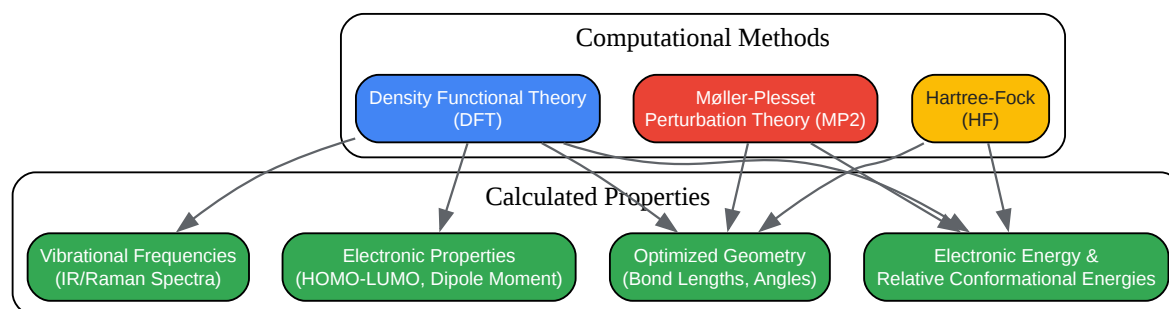 Computational Methods
Density Functional Theory
(DFT)
Møller-Plesset
Perturbation Theory (MP2)
Hartree-Fock
(HF)
Calculated Properties
Vibrational Frequencies
(IR/Raman Spectra)
Electronic Properties
(HOMO-LUMO, Dipole Moment)
Optimized Geometry
(Bond Lengths, Angles)
Electronic Energy &
Relative Conformational Energies